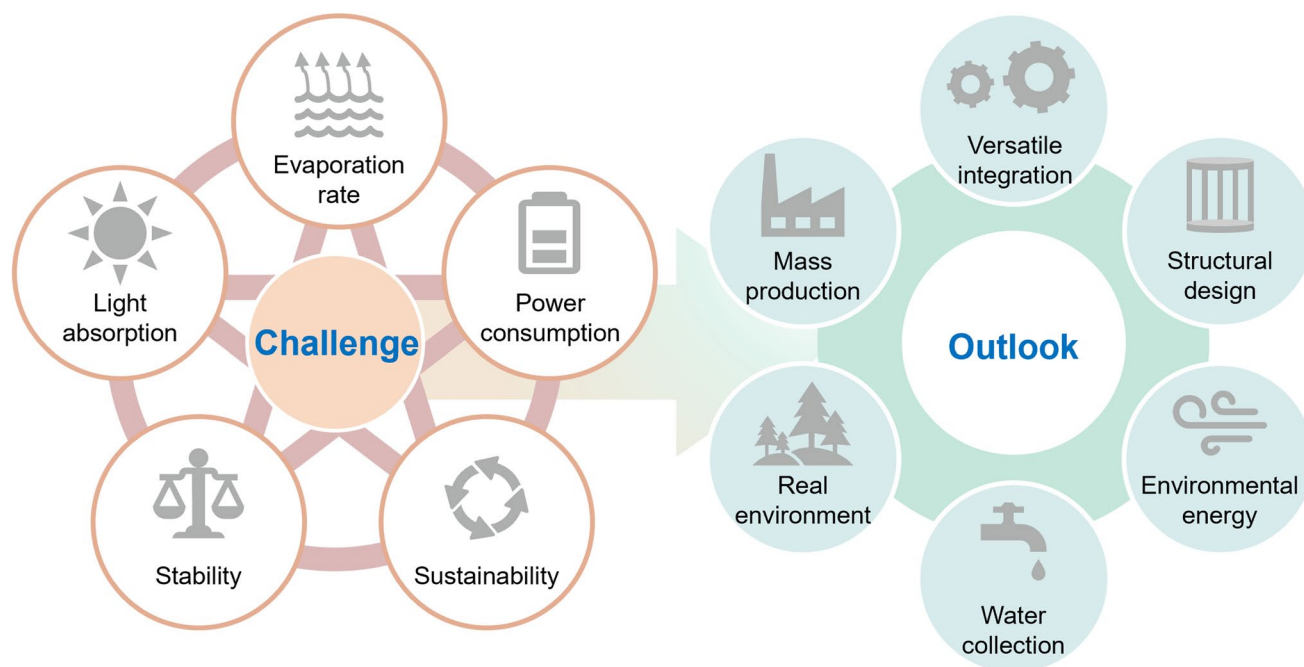 Evaporation
rate
Light
absorption
Power
consumption
Challenge
Stability
Sustainability
Versatile
integration
Mass
production
Structural
design
Outlook
Real
environment
Environmental
energy
Water
collection